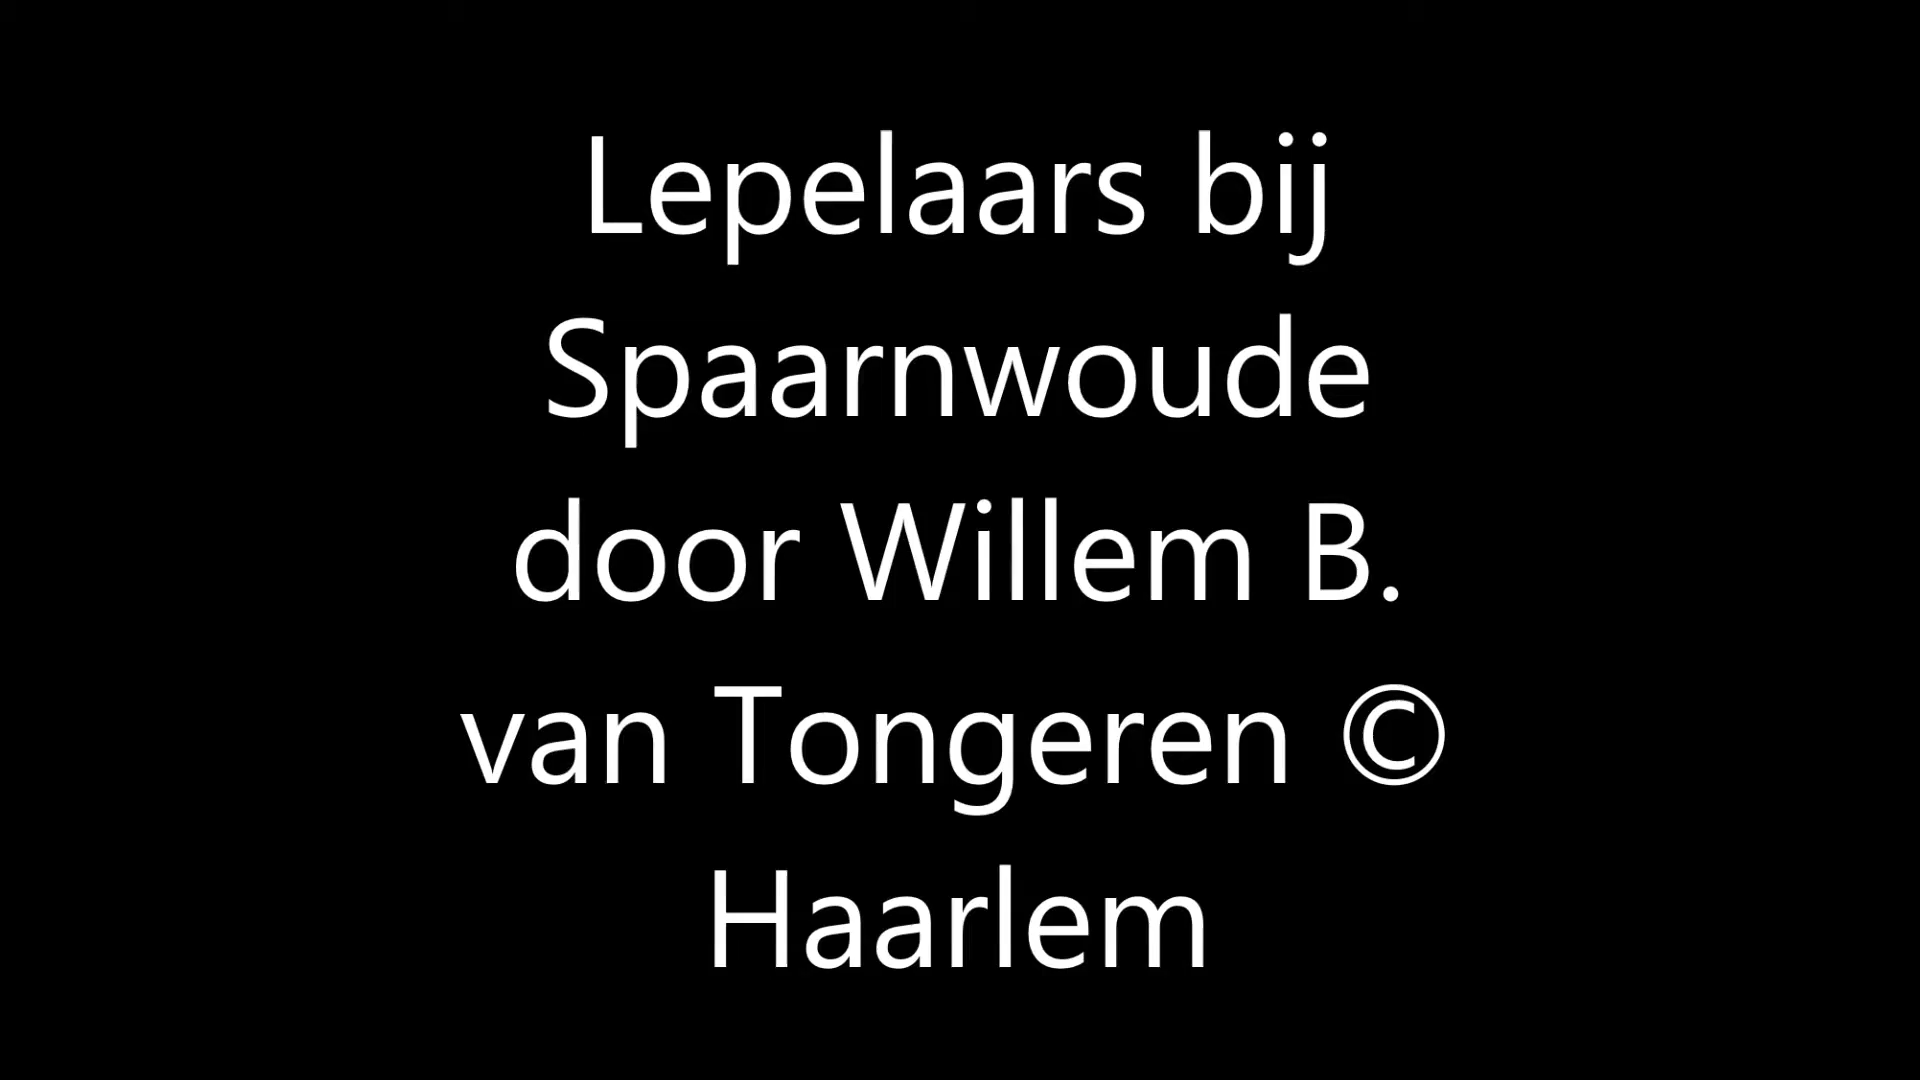 Lepelaars bij
Spaarnwoude
door Willem B.
van Tongeren ©
Haarlem